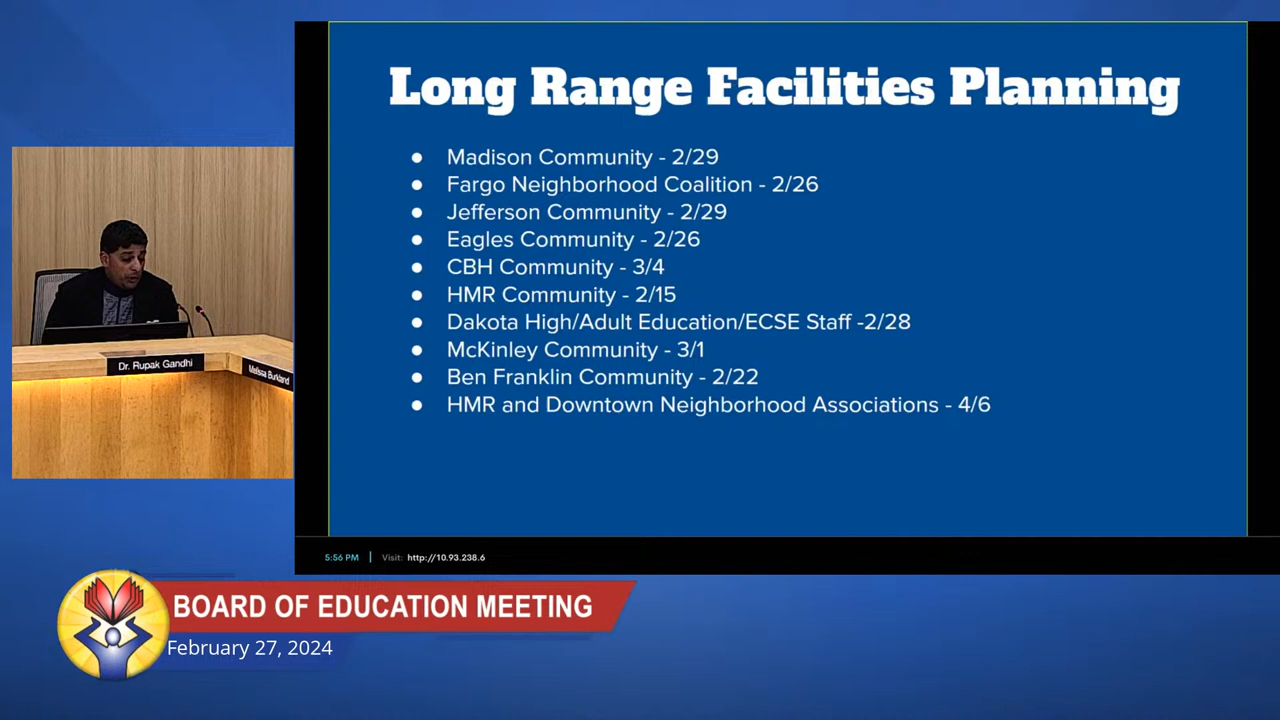 Long Range Facilities Planning
● Madison Community - 2/29
● Fargo Neighborhood Coalition - 2/26
● Jefferson Community - 2/29
● Eagles Community - 2/26
● CBH Community - 3/4
● HMR Community - 2/15
● Dakota High/Adult Education/ECSE Staff -2/28
● McKinley Community - 3/1
● Ben Franklin Community - 2/22
● HMR and Downtown Neighborhood Associations - 4/6
Dr. Rupak Gandhi
Melissa Burkland
5:56 PM | Visit: http://10.93.238.6
BOARD OF EDUCATION MEETING
February 27, 2024